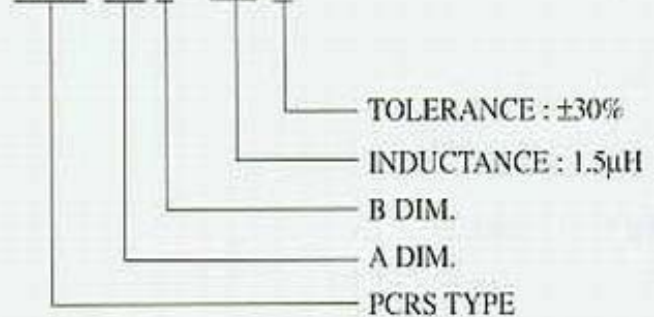 TOLERANCE : ±30%
INDUCTANCE : 1.5μH
B DIM.
A DIM.
PCRS TYPE